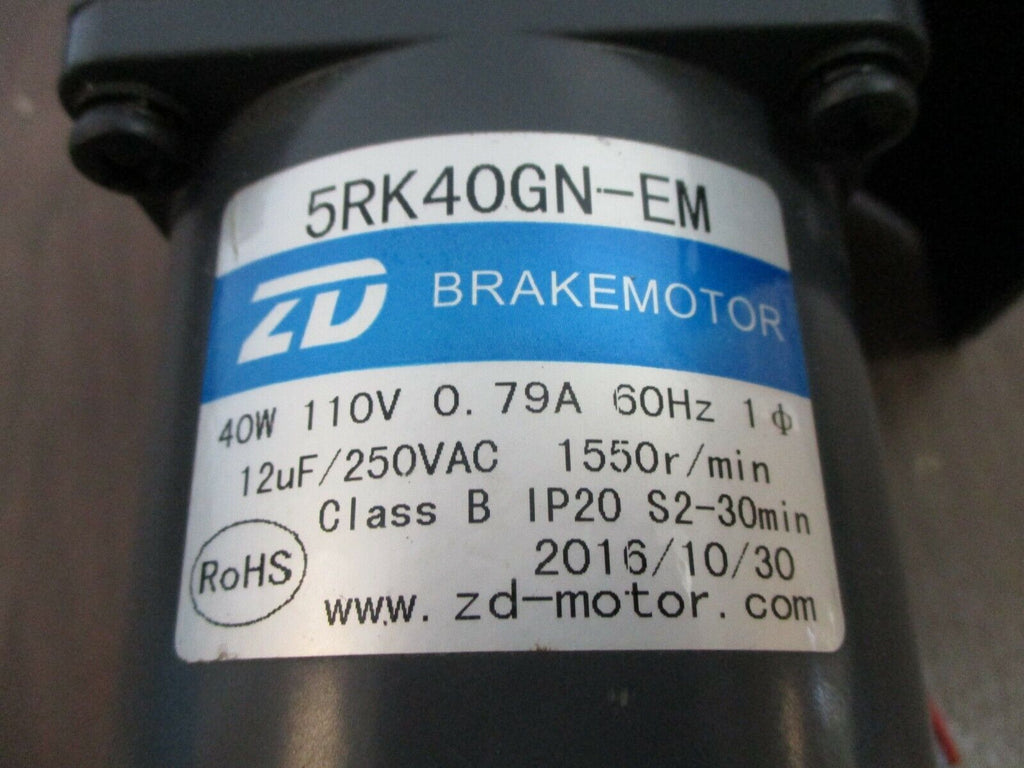 5RK40GN-EM
ZD BRAKEMOTOR
40W 110V 0.79A 60Hz 1φ
12uF/250VAC 1550r/min
Class B IP20 S2-30min
RoHS
2016/10/30
www.zd-motor.com